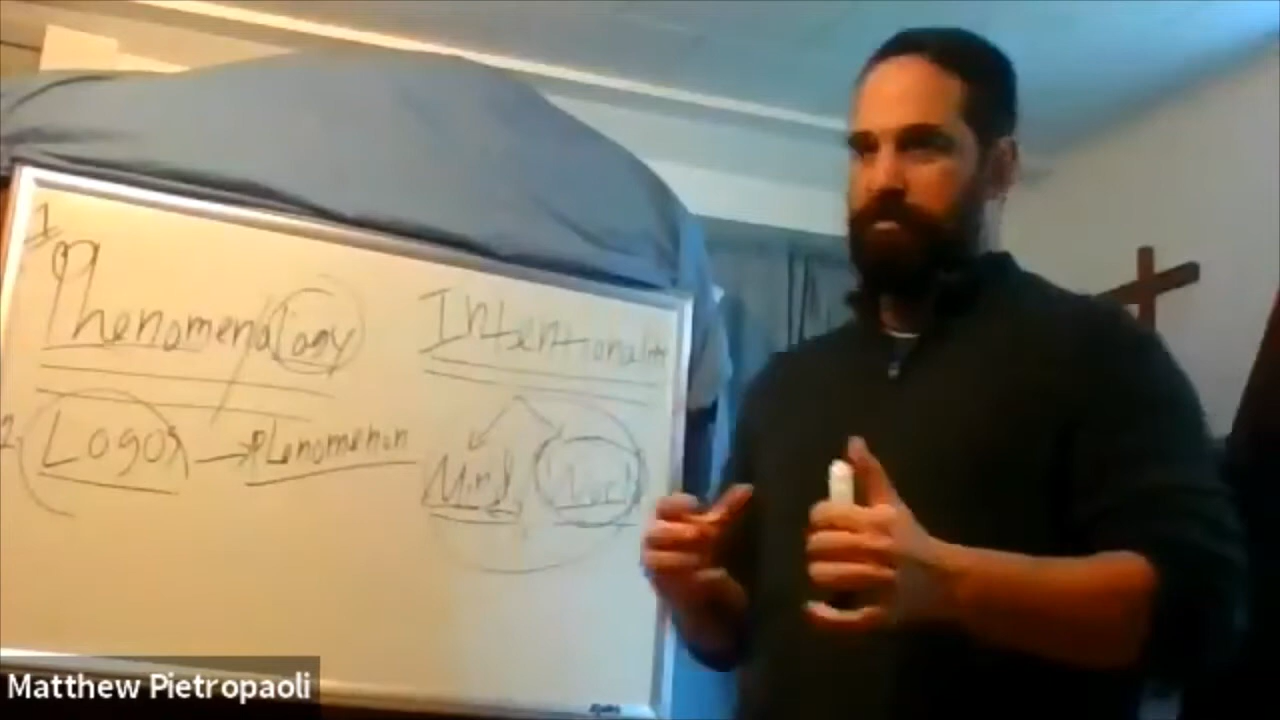 1
Phenomenology
Intentionality
2. Logos → Phenomenon
Mind
Matthew Pietropaoli